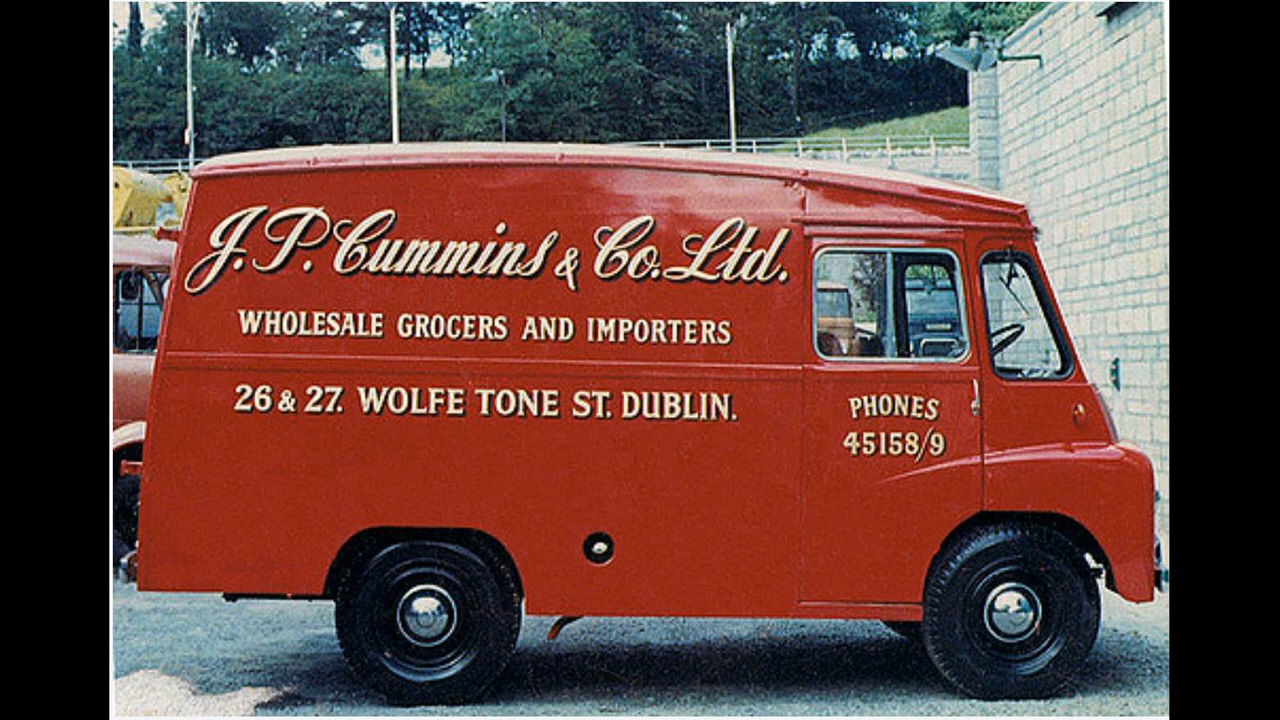 J.P. Cummins & Co. Ltd.
WHOLESALE GROCERS AND IMPORTERS
26 & 27. WOLFE TONE ST. DUBLIN.
PHONES
45158/9